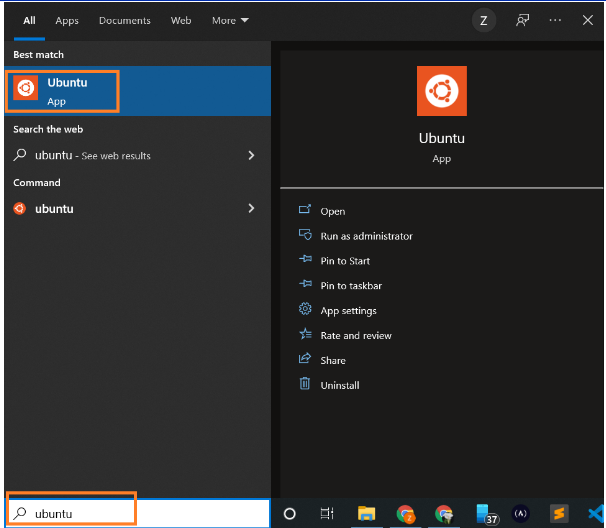 All Apps Documents Web More
Z
Best match
Ubuntu
App
Search the web
ubuntu - See web results
Command
ubuntu
Ubuntu
App
Open
Run as administrator
Pin to Start
Pin to taskbar
App settings
Rate and review
Share
Uninstall
ubuntu
37